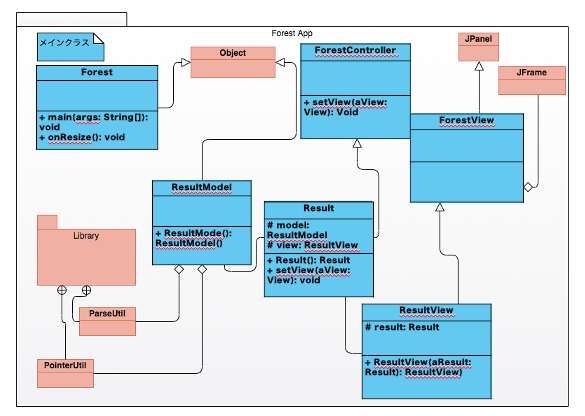 Forest App
メインクラス
Forest
+ main(args: String[]):
void
+ onResize(): void
Object
ForestController
+ setView(aView:
View): Void
JPanel
JFrame
ForestView
ResultModel
+ ResultMode():
ResultModel()
Result
# model:
ResultModel
# view: ResultView
+ Result(): Result
+ setView(aView:
View): void
Library
ParseUtil
PointerUtil
ResultView
# result: Result
+ ResultView(aResult:
Result): ResultView)